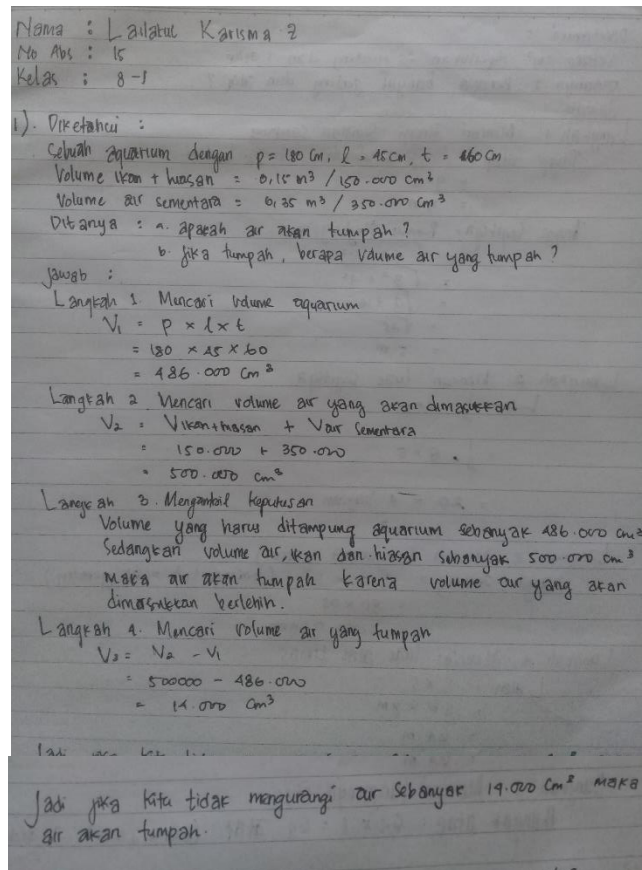 Nama : Lailatul Karisma Z
No Abs : 15
Kelas : 8-1
1). Diketahui :
Sebuah aquarium dengan p = 180 cm, l = 45 cm, t = 60 cm
Volume ikan + hiasan = 0,15 m³ / 150.000 cm³
Volume air sementara = 0,35 m³ / 350.000 cm³
Ditanya : a. apakah air akan tumpah ?
b. jika tumpah, berapa volume air yang tumpah ?
Jawab :
Langkah 1. Mencari volume aquarium
V₁ = p × l × t
= 180 × 45 × 60
= 486.000 cm³
Langkah 2 Mencari volume air yang akan dimasukkan
V₂ = Vikan+hiasan + Vair sementara
= 150.000 + 350.000
= 500.000 cm³
Langkah 3. Mengambil keputusan
Volume yang harus ditampung aquarium sebanyak 486.000 cm³
Sedangkan volume air, ikan dan hiasan sebanyak 500.000 cm³
Maka air akan tumpah karena volume air yang akan
dimasukkan berlebih.
Langkah 4. Mencari volume air yang tumpah
V₃ = V₂ - V₁
= 500000 - 486.000
= 14.000 cm³
Jadi jika kita tidak mengurangi air sebanyak 14.000 cm³ maka
air akan tumpah.